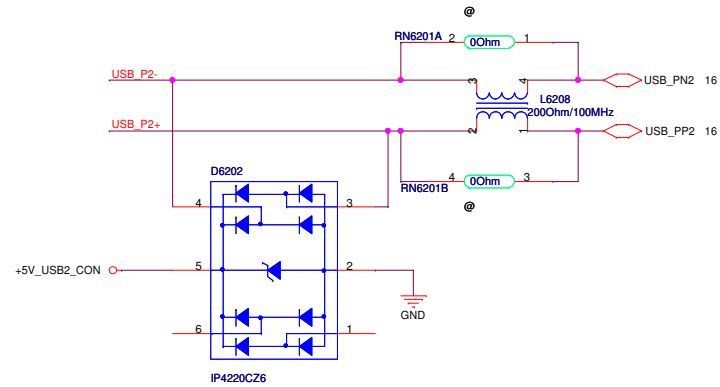 @
RN6201A 2 0Ohm 1
USB_P2- 3 4 USB_PN2 16
L6208
200Ohm/100MHz
USB_P2+ 2 1 USB_PP2 16
D6202
4 0Ohm 3
RN6201B
4 3 @
+5V_USB2_CON 5 2
GND
6 1
IP4220CZ6